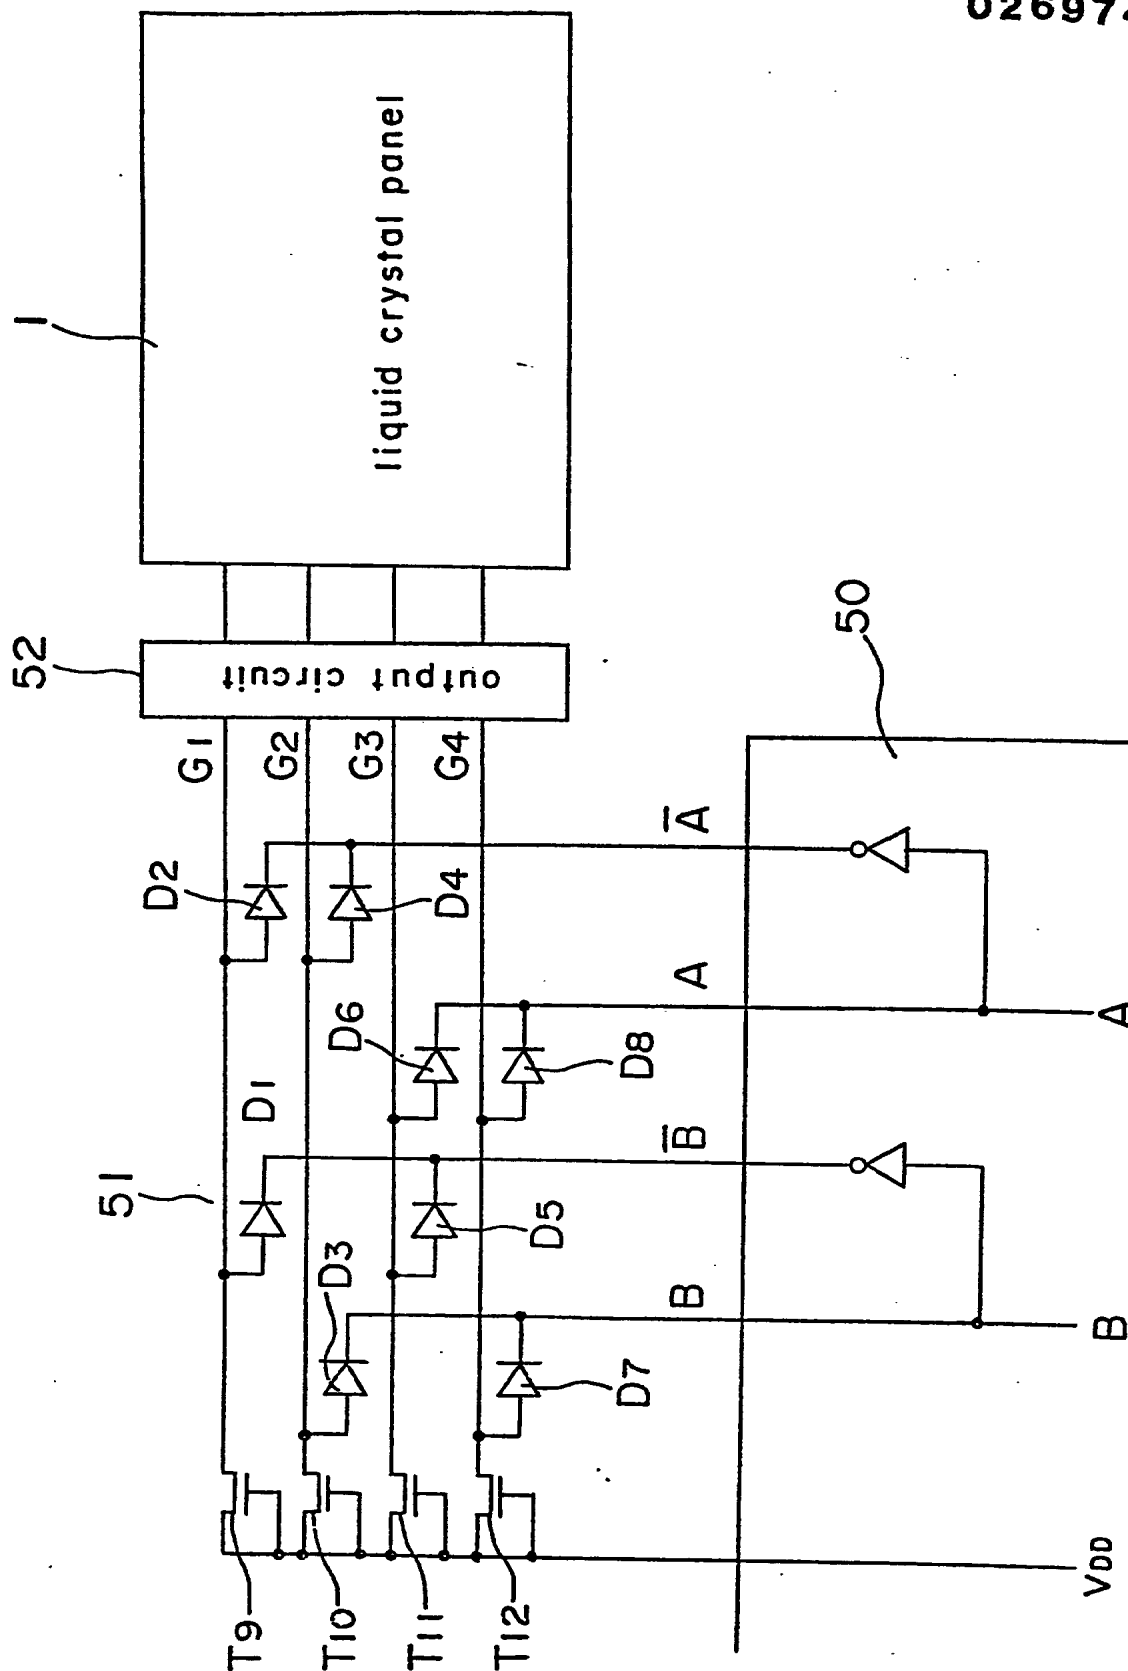 1
liquid crystal panel
52
output circuit
G1
G2
G3
G4
50
D2
D4
A̅
D6
D8
A
A
51
D1
D5
B̅
D3
D7
B
B
T9
T10
T11
T12
VDD